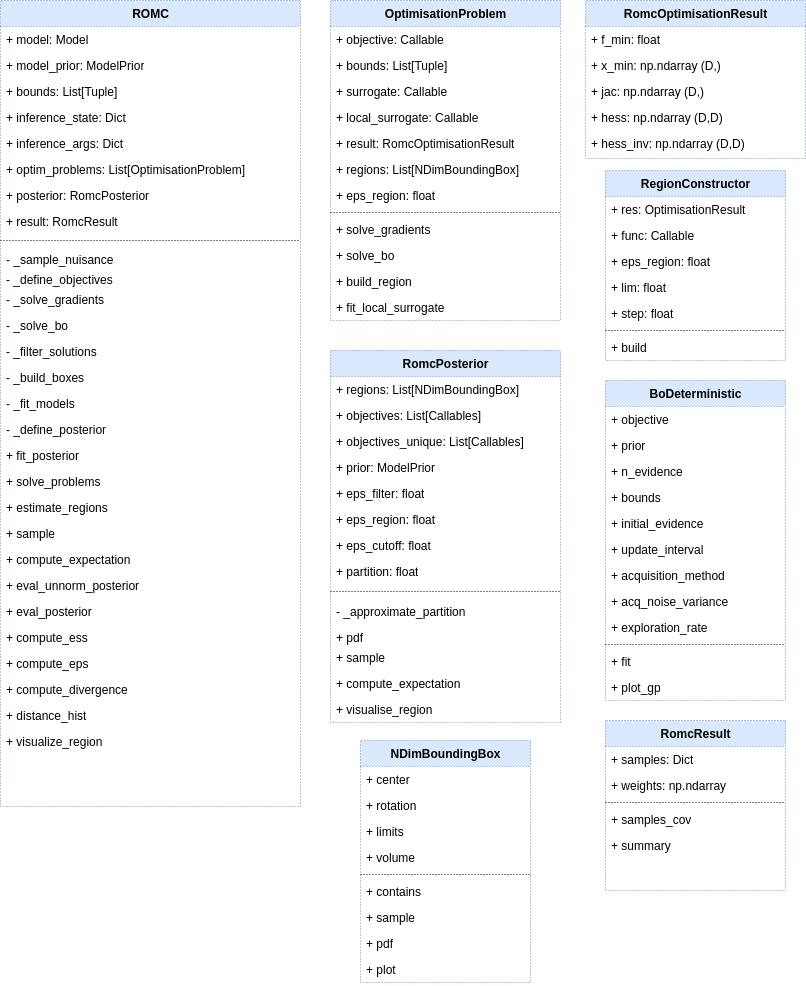 ROMC
+ model: Model
+ model_prior: ModelPrior
+ bounds: List[Tuple]
+ inference_state: Dict
+ inference_args: Dict
+ optim_problems: List[OptimisationProblem]
+ posterior: RomcPosterior
+ result: RomcResult
- _sample_nuisance
- _define_objectives
- _solve_gradients
- _solve_bo
- _filter_solutions
- _build_boxes
- _fit_models
- _define_posterior
+ fit_posterior
+ solve_problems
+ estimate_regions
+ sample
+ compute_expectation
+ eval_unnorm_posterior
+ eval_posterior
+ compute_ess
+ compute_eps
+ compute_divergence
+ distance_hist
+ visualize_region
OptimisationProblem
+ objective: Callable
+ bounds: List[Tuple]
+ surrogate: Callable
+ local_surrogate: Callable
+ result: RomcOptimisationResult
+ regions: List[NDimBoundingBox]
+ eps_region: float
+ solve_gradients
+ solve_bo
+ build_region
+ fit_local_surrogate
RomcPosterior
+ regions: List[NDimBoundingBox]
+ objectives: List[Callables]
+ objectives_unique: List[Callables]
+ prior: ModelPrior
+ eps_filter: float
+ eps_region: float
+ eps_cutoff: float
+ partition: float
- _approximate_partition
+ pdf
+ sample
+ compute_expectation
+ visualise_region
NDimBoundingBox
+ center
+ rotation
+ limits
+ volume
+ contains
+ sample
+ pdf
+ plot
RomcOptimisationResult
+ f_min: float
+ x_min: np.ndarray (D,)
+ jac: np.ndarray (D,)
+ hess: np.ndarray (D,D)
+ hess_inv: np.ndarray (D,D)
RegionConstructor
+ res: OptimisationResult
+ func: Callable
+ eps_region: float
+ lim: float
+ step: float
+ build
BoDeterministic
+ objective
+ prior
+ n_evidence
+ bounds
+ initial_evidence
+ update_interval
+ acquisition_method
+ acq_noise_variance
+ exploration_rate
+ fit
+ plot_gp
RomcResult
+ samples: Dict
+ weights: np.ndarray
+ samples_cov
+ summary